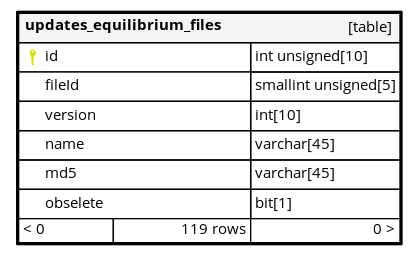 updates_equilibrium_files [table]
id int unsigned[10]
fileId smallint unsigned[5]
version int[10]
name varchar[45]
md5 varchar[45]
obselete bit[1]
< 0 119 rows 0 >